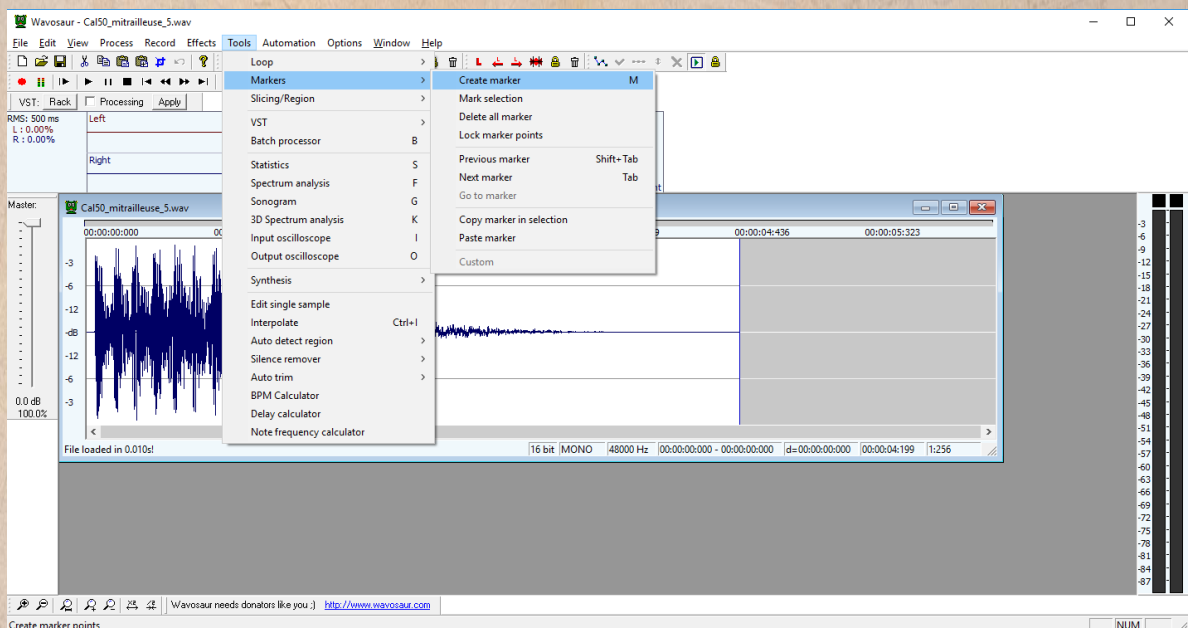 Wavosaur - Cal50_mitrailleuse_5.wav
File Edit View Process Record Effects Tools Automation Options Window Help
VST: Rack Processing Apply
RMS: 500 ms
L : 0.00%
R : 0.00%
Left
Right
Loop
Markers
Slicing/Region
VST
Batch processor B
Statistics S
Spectrum analysis F
Sonogram G
3D Spectrum analysis K
Input oscilloscope I
Output oscilloscope O
Synthesis
Edit single sample
Interpolate Ctrl+I
Auto detect region
Silence remover
Auto trim
BPM Calculator
Delay calculator
Note frequency calculator
Create marker M
Mark selection
Delete all marker
Lock marker points
Previous marker Shift+Tab
Next marker Tab
Go to marker
Copy marker in selection
Paste marker
Custom
Master:
0.0 dB
100.0%
Cal50_mitrailleuse_5.wav
00:00:00:000 00:00:04:436 00:00:05:323
-3
-6
-12
-dB
-12
-6
-3
File loaded in 0.010s!
16 bit MONO 48000 Hz 00:00:00:000 - 00:00:00:000 d=00:00:00:000 00:00:04:199 1:256
-3
-6
-9
-12
-15
-18
-21
-24
-27
-30
-33
-36
-39
-42
-45
-48
-51
-54
-57
-60
-63
-66
-69
-72
-75
-78
-81
-84
-87
Wavosaur needs donators like you ;) http://www.wavosaur.com
Create marker points
NUM